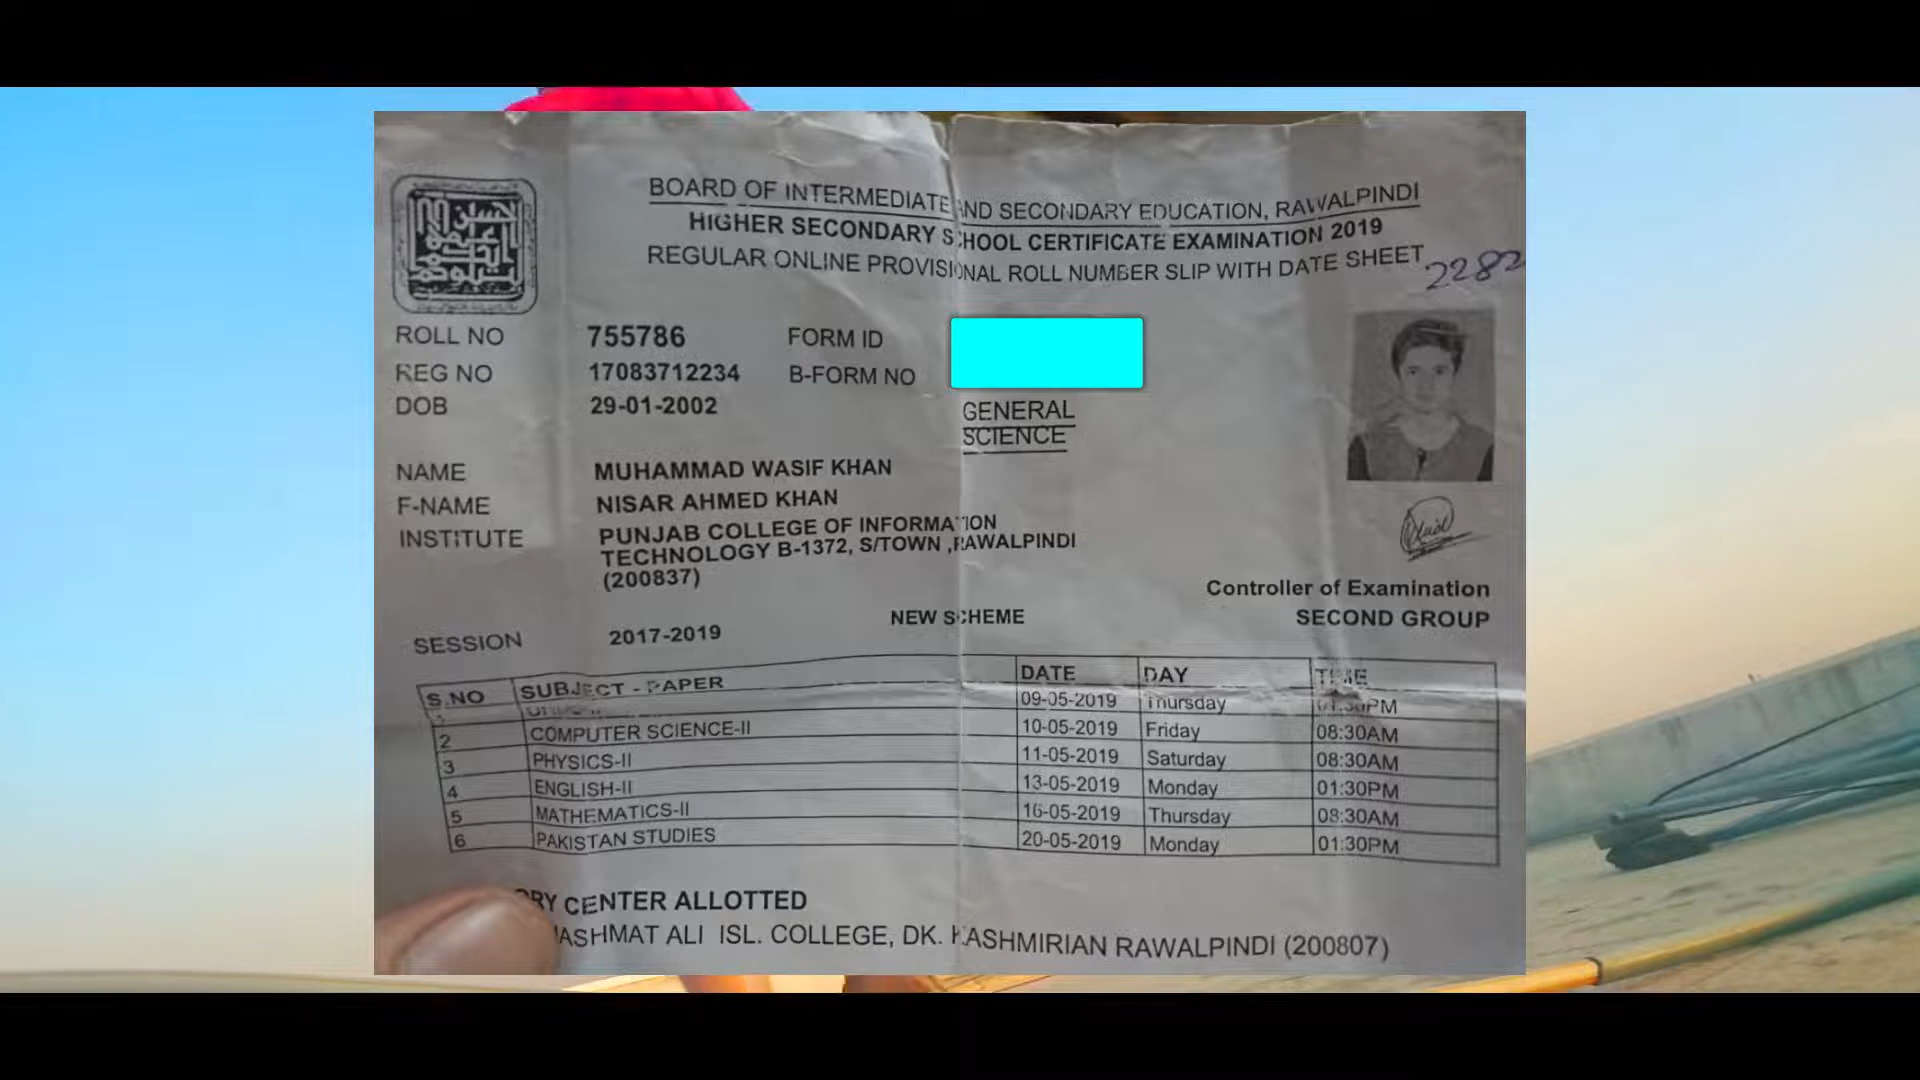 BOARD OF INTERMEDIATE AND SECONDARY EDUCATION, RAWALPINDI
HIGHER SECONDARY SCHOOL CERTIFICATE EXAMINATION 2019
REGULAR ONLINE PROVISIONAL ROLL NUMBER SLIP WITH DATE SHEET
2282
ROLL NO 755786 FORM ID
REG NO 17083712234 B-FORM NO
DOB 29-01-2002
GENERAL
SCIENCE
NAME MUHAMMAD WASIF KHAN
F-NAME NISAR AHMED KHAN
INSTITUTE PUNJAB COLLEGE OF INFORMATION
TECHNOLOGY B-1372, S/TOWN ,RAWALPINDI
(200837)
Controller of Examination
NEW SCHEME SECOND GROUP
SESSION 2017-2019
S.NO SUBJECT - PAPER DATE DAY TIME
1 09-05-2019 Thursday 01:30PM
2 COMPUTER SCIENCE-II 10-05-2019 Friday 08:30AM
3 PHYSICS-II 11-05-2019 Saturday 08:30AM
4 ENGLISH-II 13-05-2019 Monday 01:30PM
5 MATHEMATICS-II 16-05-2019 Thursday 08:30AM
6 PAKISTAN STUDIES 20-05-2019 Monday 01:30PM
CENTER ALLOTTED
ALI ISL. COLLEGE, DK. KASHMIRIAN RAWALPINDI (200807)